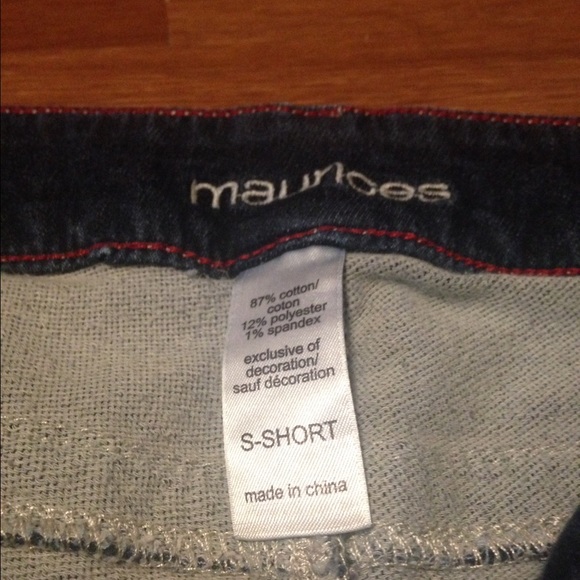 maurices
87% cotton/
coton
12% polyester
1% spandex
exclusive of
decoration/
sauf décoration
S-SHORT
made in china